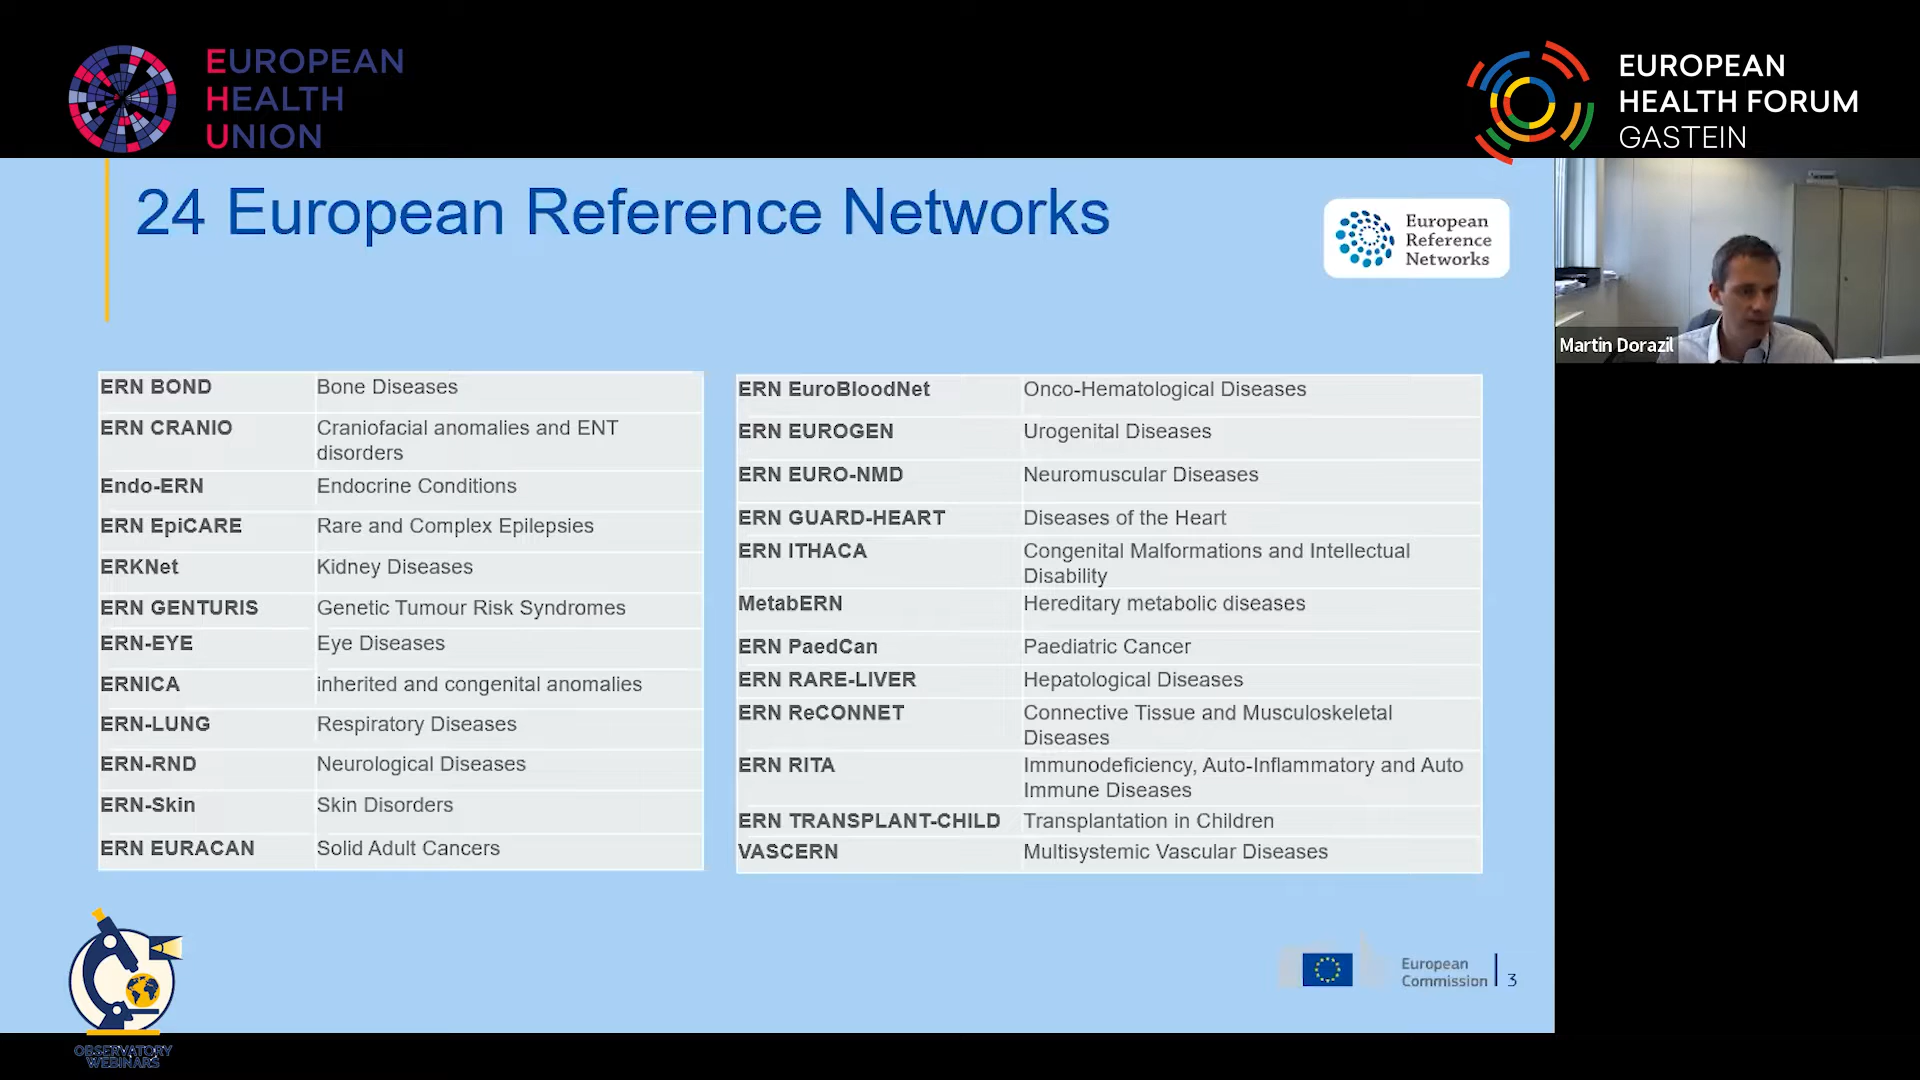 EUROPEAN
HEALTH
UNION
EUROPEAN
HEALTH FORUM
GASTEIN
24 European Reference Networks
European
Reference
Networks
Martin Dorazil
ERN BOND Bone Diseases
ERN CRANIO Craniofacial anomalies and ENT
disorders
Endo-ERN Endocrine Conditions
ERN EpiCARE Rare and Complex Epilepsies
ERKNet Kidney Diseases
ERN GENTURIS Genetic Tumour Risk Syndromes
ERN-EYE Eye Diseases
ERNICA inherited and congenital anomalies
ERN-LUNG Respiratory Diseases
ERN-RND Neurological Diseases
ERN-Skin Skin Disorders
ERN EURACAN Solid Adult Cancers
ERN EuroBloodNet Onco-Hematological Diseases
ERN EUROGEN Urogenital Diseases
ERN EURO-NMD Neuromuscular Diseases
ERN GUARD-HEART Diseases of the Heart
ERN ITHACA Congenital Malformations and Intellectual
Disability
MetabERN Hereditary metabolic diseases
ERN PaedCan Paediatric Cancer
ERN RARE-LIVER Hepatological Diseases
ERN ReCONNET Connective Tissue and Musculoskeletal
Diseases
ERN RITA Immunodeficiency, Auto-Inflammatory and Auto
Immune Diseases
ERN TRANSPLANT-CHILD Transplantation in Children
VASCERN Multisystemic Vascular Diseases
European
Commission
3
OBSERVATORY
WEBINARS